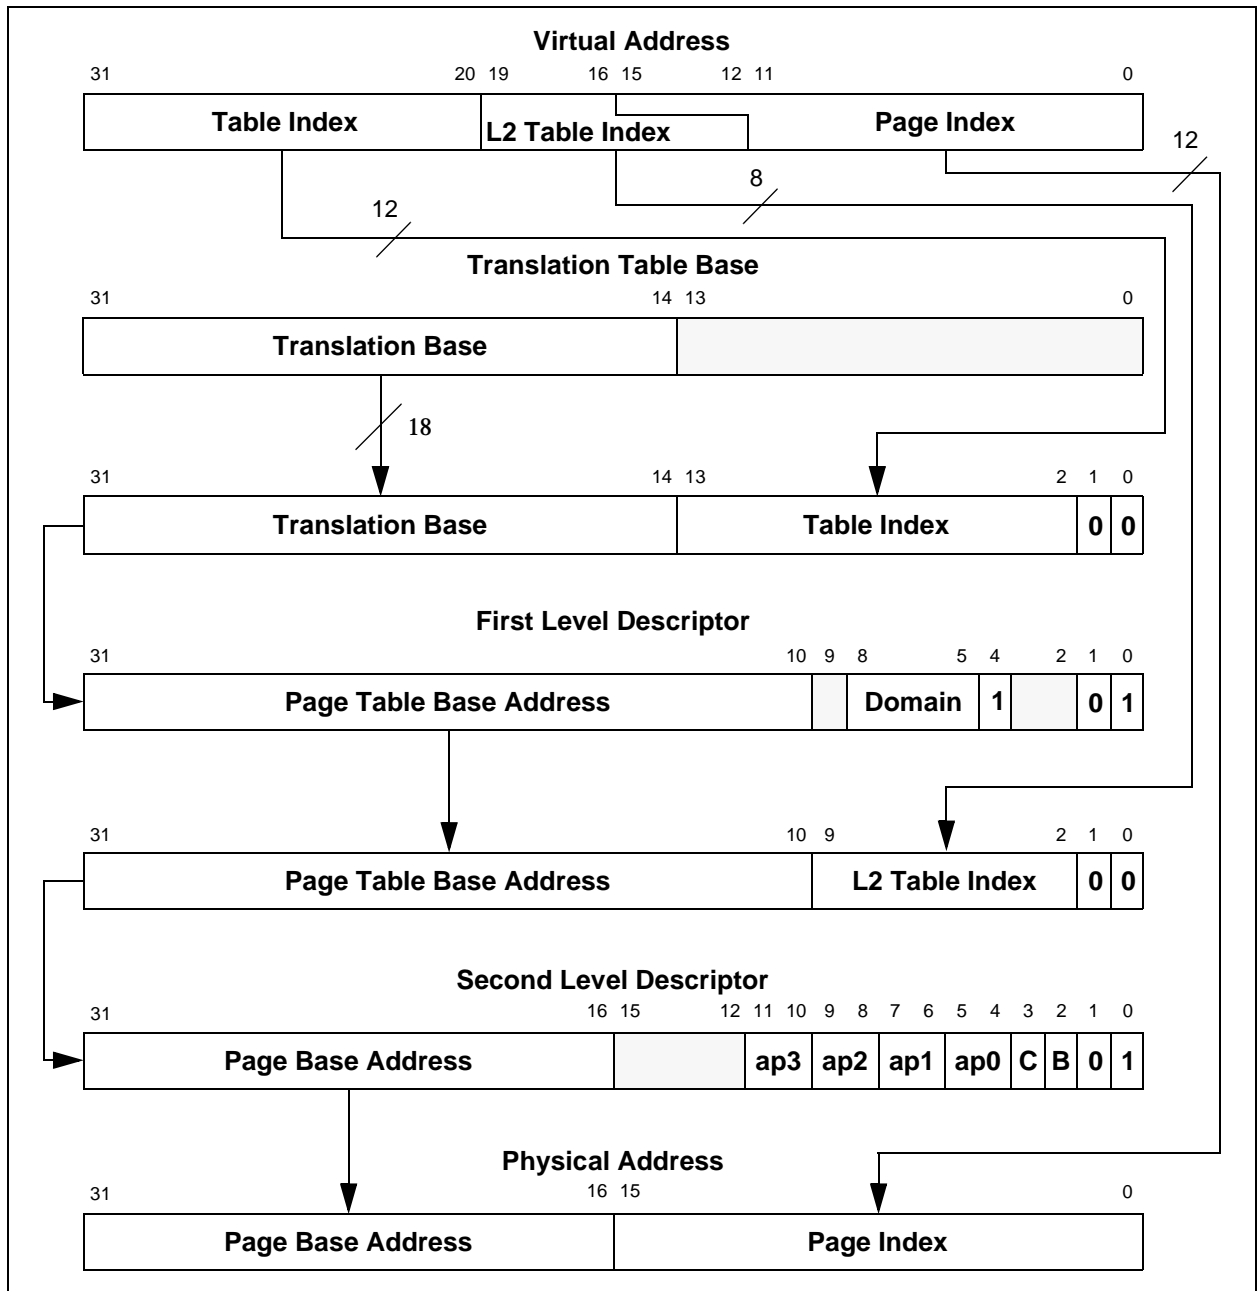 Virtual Address
31 20 19 16 15 12 11 0
Table Index L2 Table Index Page Index
12
8
12
Translation Table Base
31 14 13 0
Translation Base
18
31 14 13 2 1 0
Translation Base Table Index 0 0
First Level Descriptor
31 10 9 8 5 4 2 1 0
Page Table Base Address Domain 1 0 1
31 10 9 2 1 0
Page Table Base Address L2 Table Index 0 0
Second Level Descriptor
31 16 15 12 11 10 9 8 7 6 5 4 3 2 1 0
Page Base Address ap3 ap2 ap1 ap0 C B 0 1
Physical Address
31 16 15 0
Page Base Address Page Index